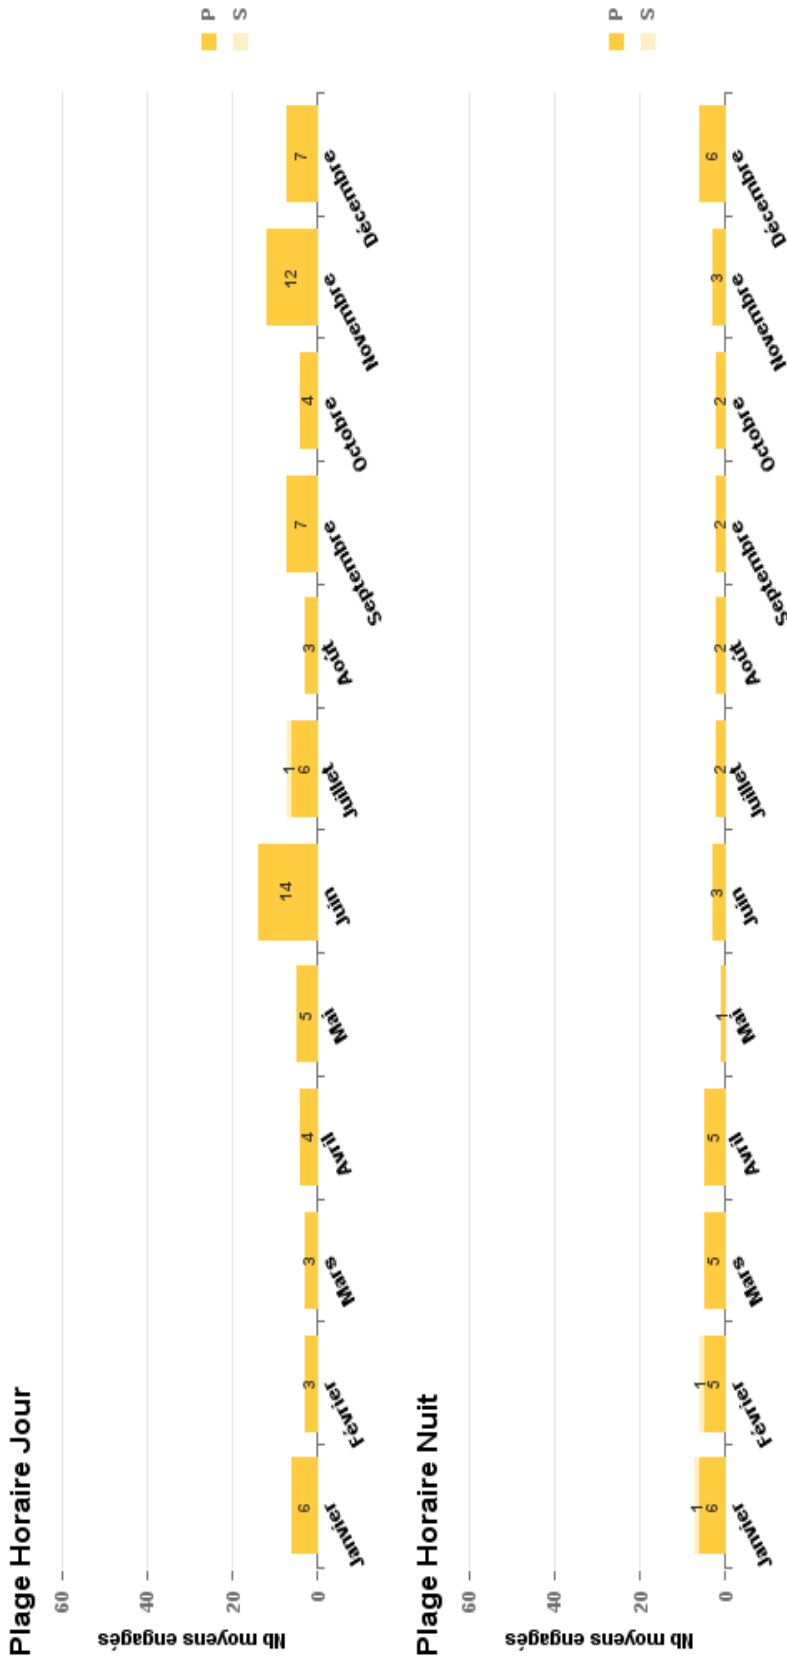 Plage Horaire Jour
Nb moyens engagés
60
40
20
0
6
3
3
4
5
14
1
6
3
7
4
12
7
Janvier
Février
Mars
Avril
Mai
Juin
Juillet
Août
Septembre
Octobre
Novembre
Décembre
P
S
Plage Horaire Nuit
Nb moyens engagés
60
40
20
0
1
6
1
5
5
5
1
3
2
2
2
2
3
6
Janvier
Février
Mars
Avril
Mai
Juin
Juillet
Août
Septembre
Octobre
Novembre
Décembre
P
S